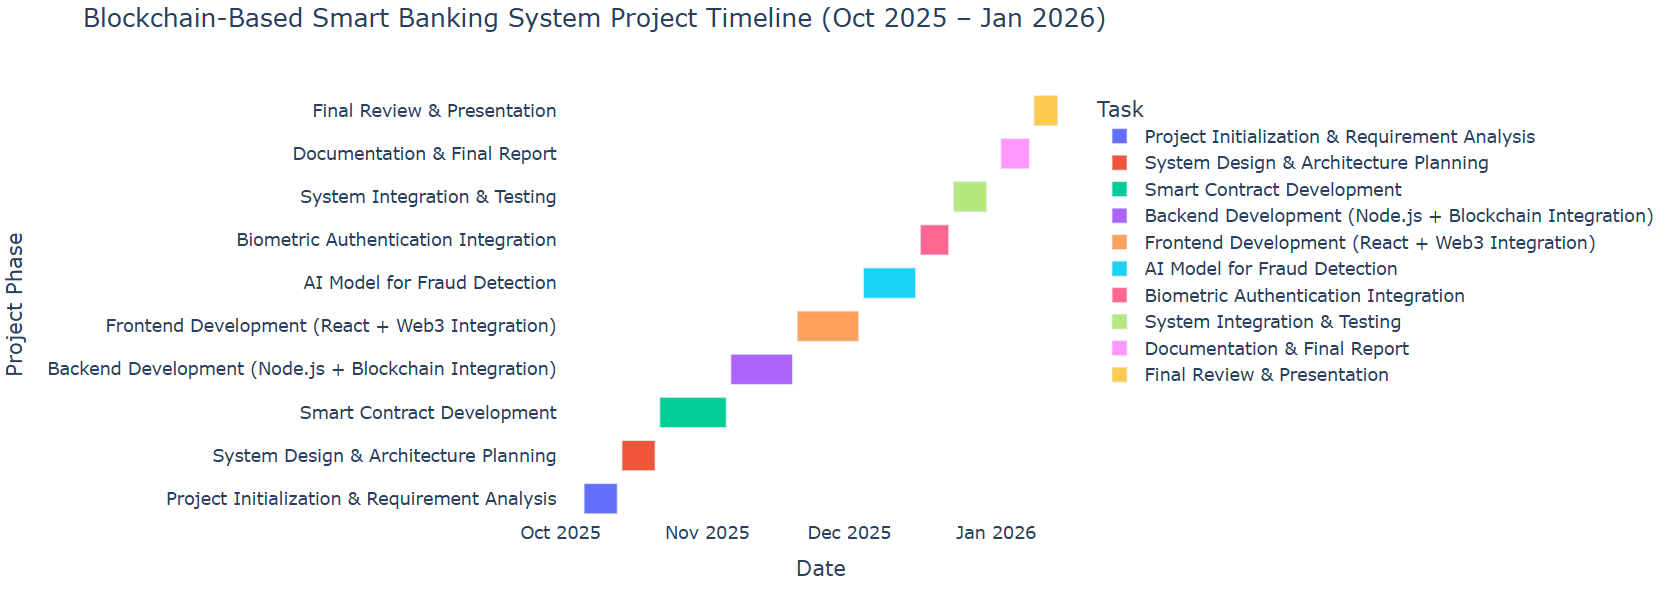 Blockchain-Based Smart Banking System Project Timeline (Oct 2025 – Jan 2026)
Project Phase
Final Review & Presentation
Documentation & Final Report
System Integration & Testing
Biometric Authentication Integration
AI Model for Fraud Detection
Frontend Development (React + Web3 Integration)
Backend Development (Node.js + Blockchain Integration)
Smart Contract Development
System Design & Architecture Planning
Project Initialization & Requirement Analysis
Oct 2025 Nov 2025 Dec 2025 Jan 2026
Date
Task
Project Initialization & Requirement Analysis
System Design & Architecture Planning
Smart Contract Development
Backend Development (Node.js + Blockchain Integration)
Frontend Development (React + Web3 Integration)
AI Model for Fraud Detection
Biometric Authentication Integration
System Integration & Testing
Documentation & Final Report
Final Review & Presentation